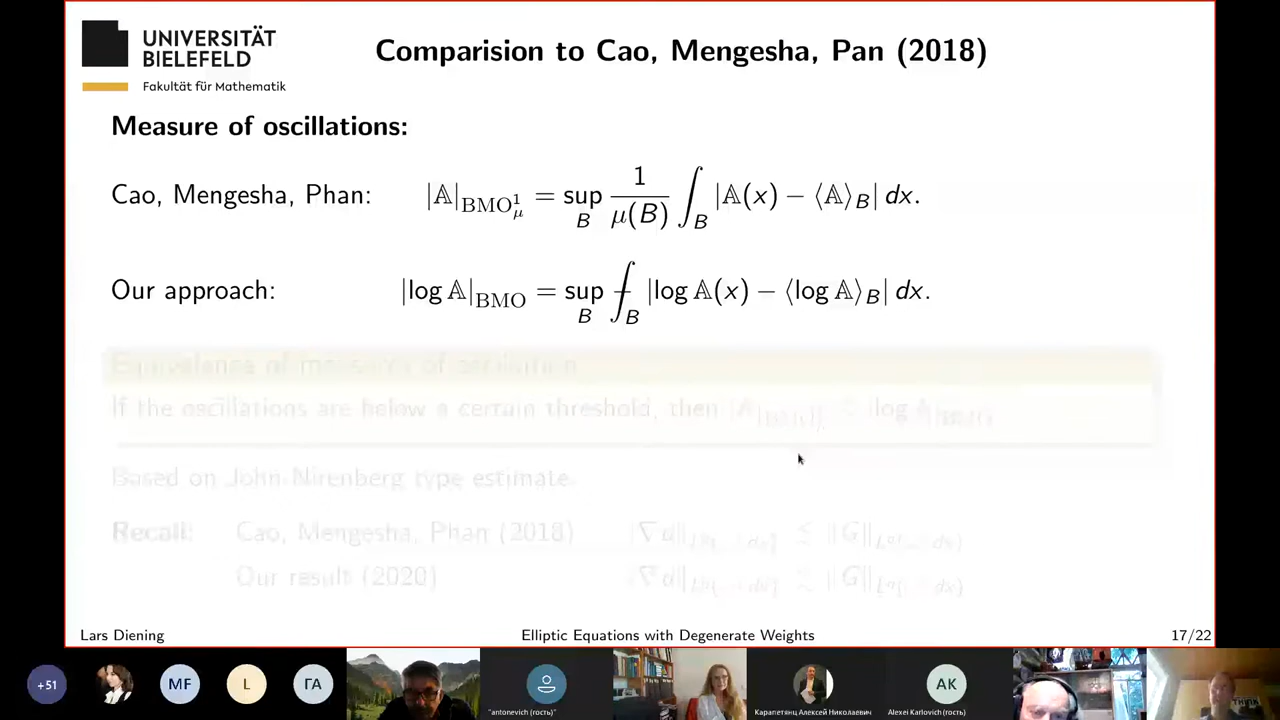 UNIVERSITÄT
BIELEFELD
Fakultät für Mathematik
Comparision to Cao, Mengesha, Pan (2018)
Measure of oscillations:
Cao, Mengesha, Phan: |𝔸|_{BMO^1_μ} = sup_B 1/μ(B) ∫_B |𝔸(x) − ⟨𝔸⟩_B| dx.
Our approach: |log 𝔸|_{BMO} = sup_B ⨍_B |log 𝔸(x) − ⟨log 𝔸⟩_B| dx.
Equivalence of measures of oscillation
If the oscillations are below a certain threshold, then
Based on John Nirenberg type estimate.
Recall: Cao, Mengesha, Phan (2018)
Our result (2020)
Lars Diening
Elliptic Equations with Degenerate Weights
17/22
+51
MF
L
ГА
"antonevich (гость)"
Карапетянц Алексей Николаевич
AK
Alexei Karlovich (гость)